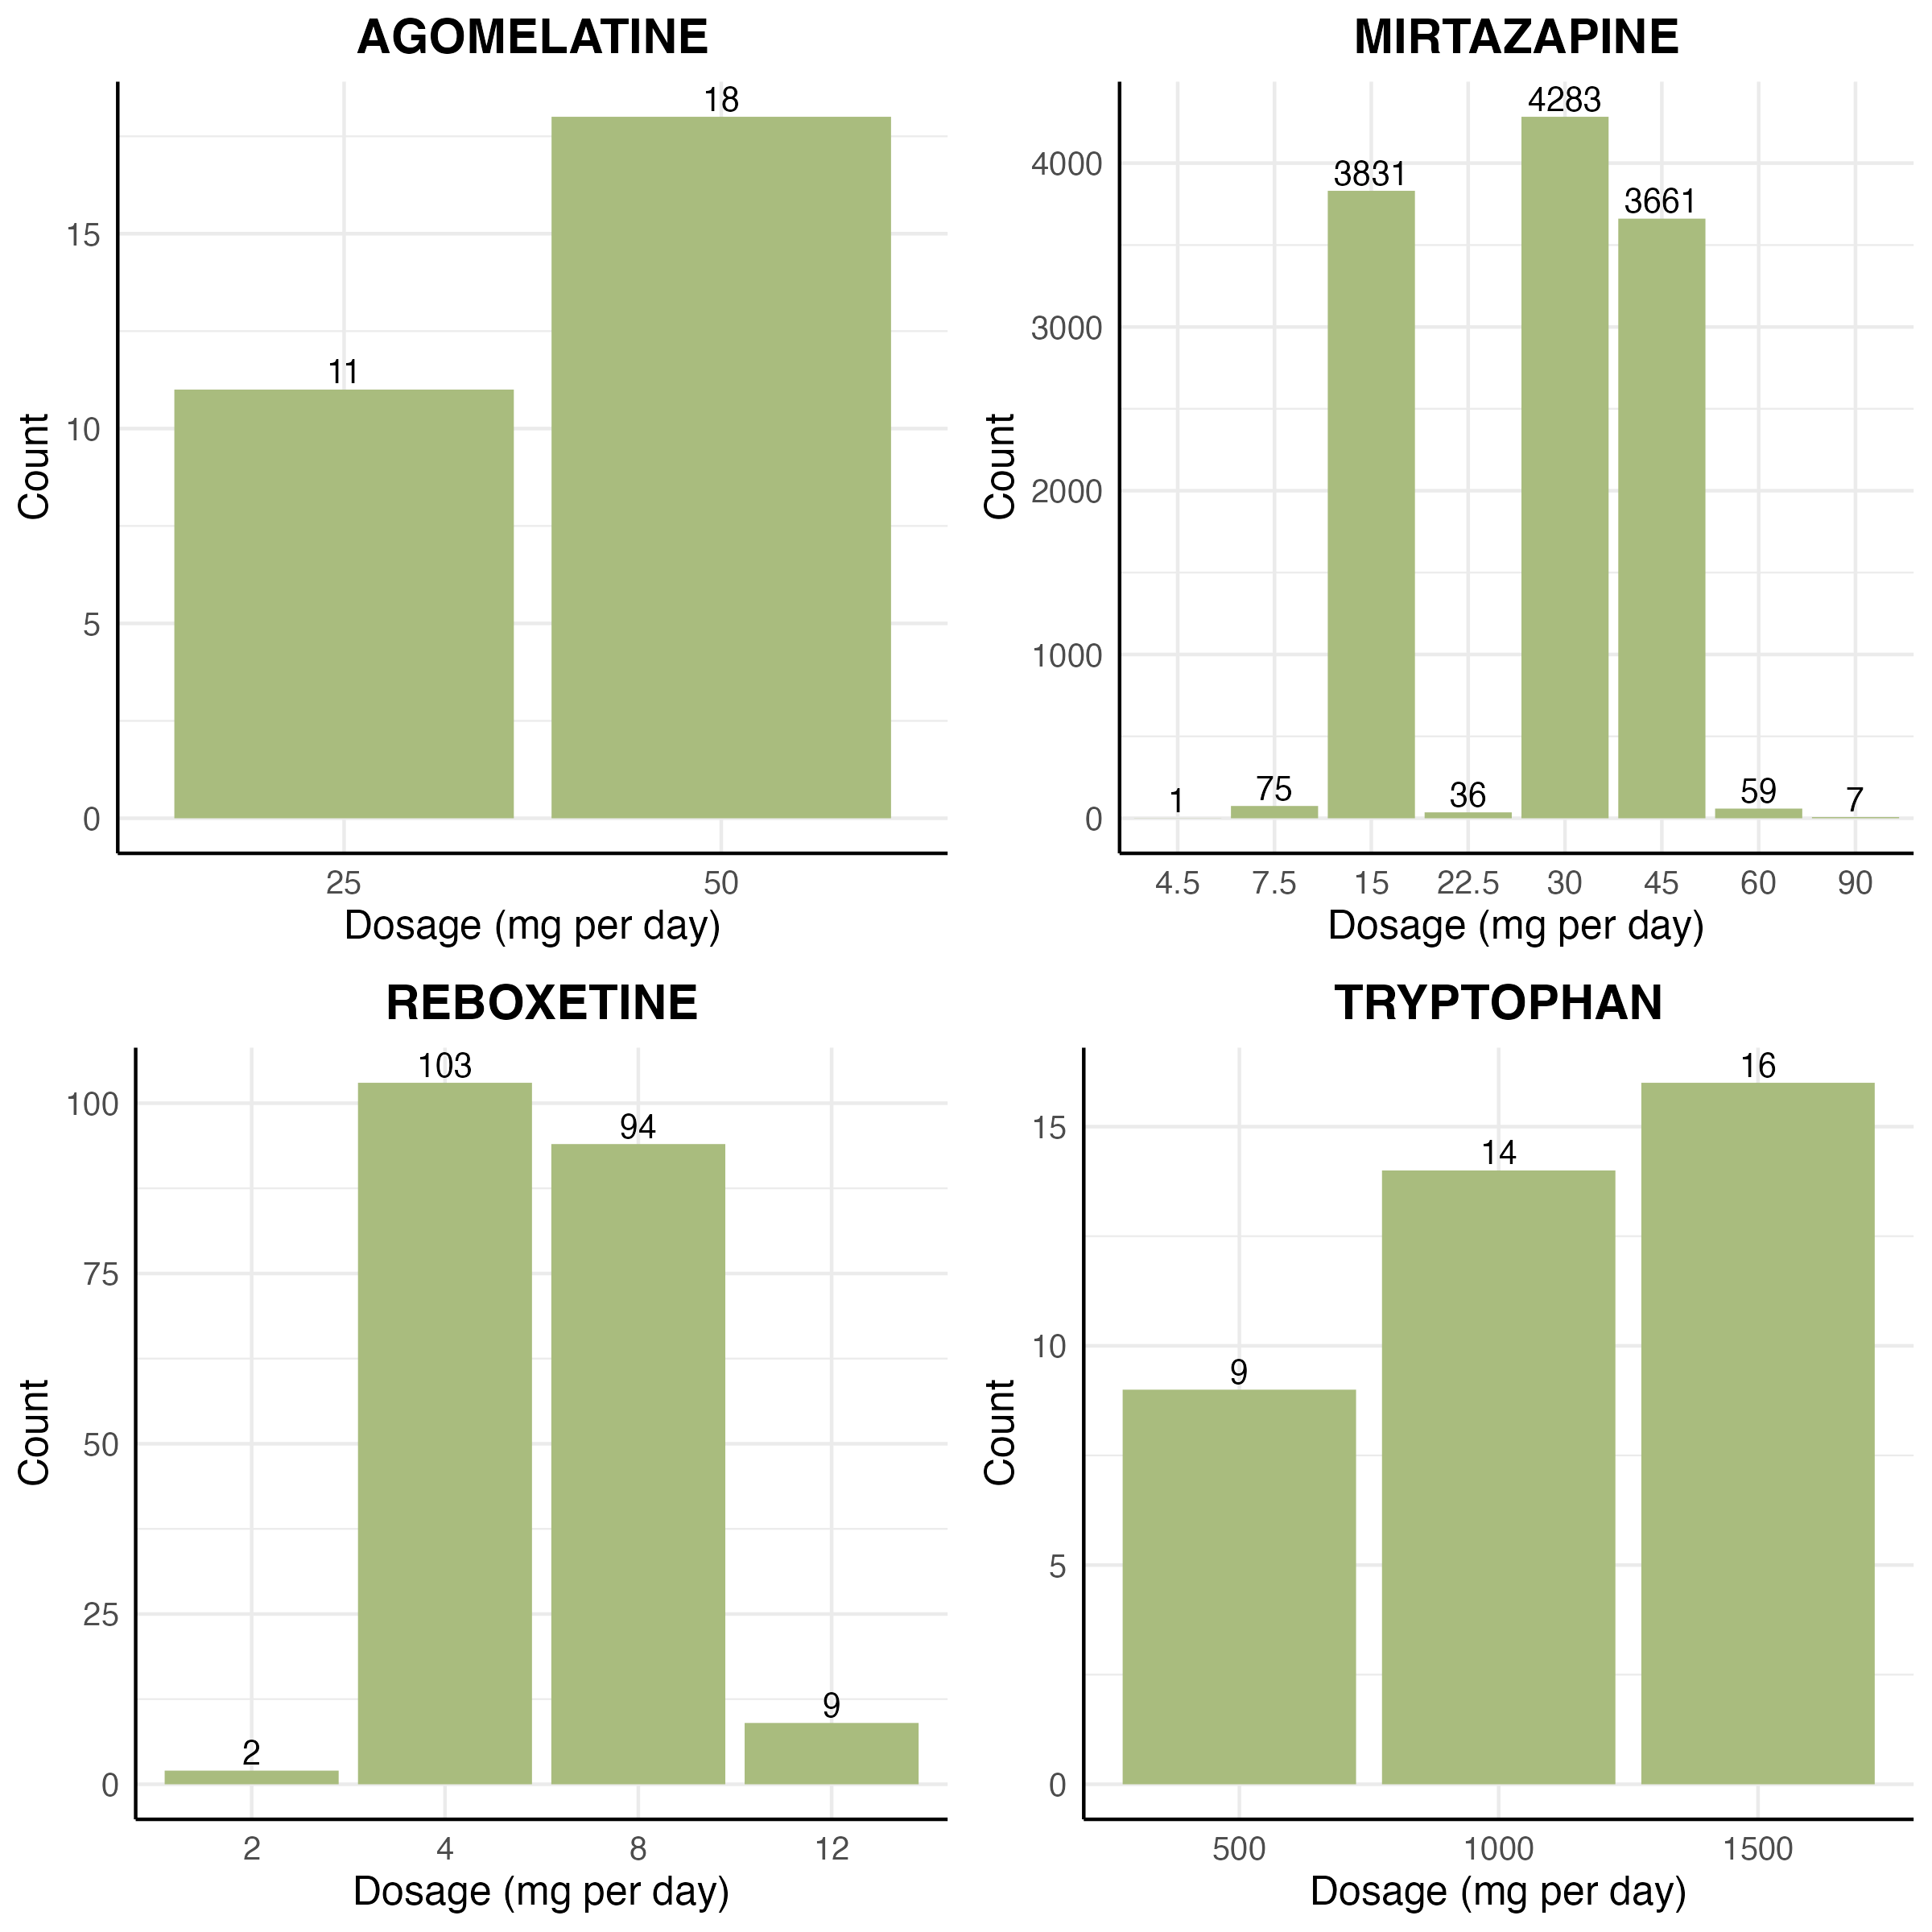 AGOMELATINE
18
11
15
10
5
0
Count
25 50
Dosage (mg per day)
MIRTAZAPINE
4283
3831
3661
1
75
36
59
7
4000
3000
2000
1000
0
Count
4.5 7.5 15 22.5 30 45 60 90
Dosage (mg per day)
REBOXETINE
103
94
9
2
100
75
50
25
0
Count
2 4 8 12
Dosage (mg per day)
TRYPTOPHAN
16
14
9
15
10
5
0
Count
500 1000 1500
Dosage (mg per day)